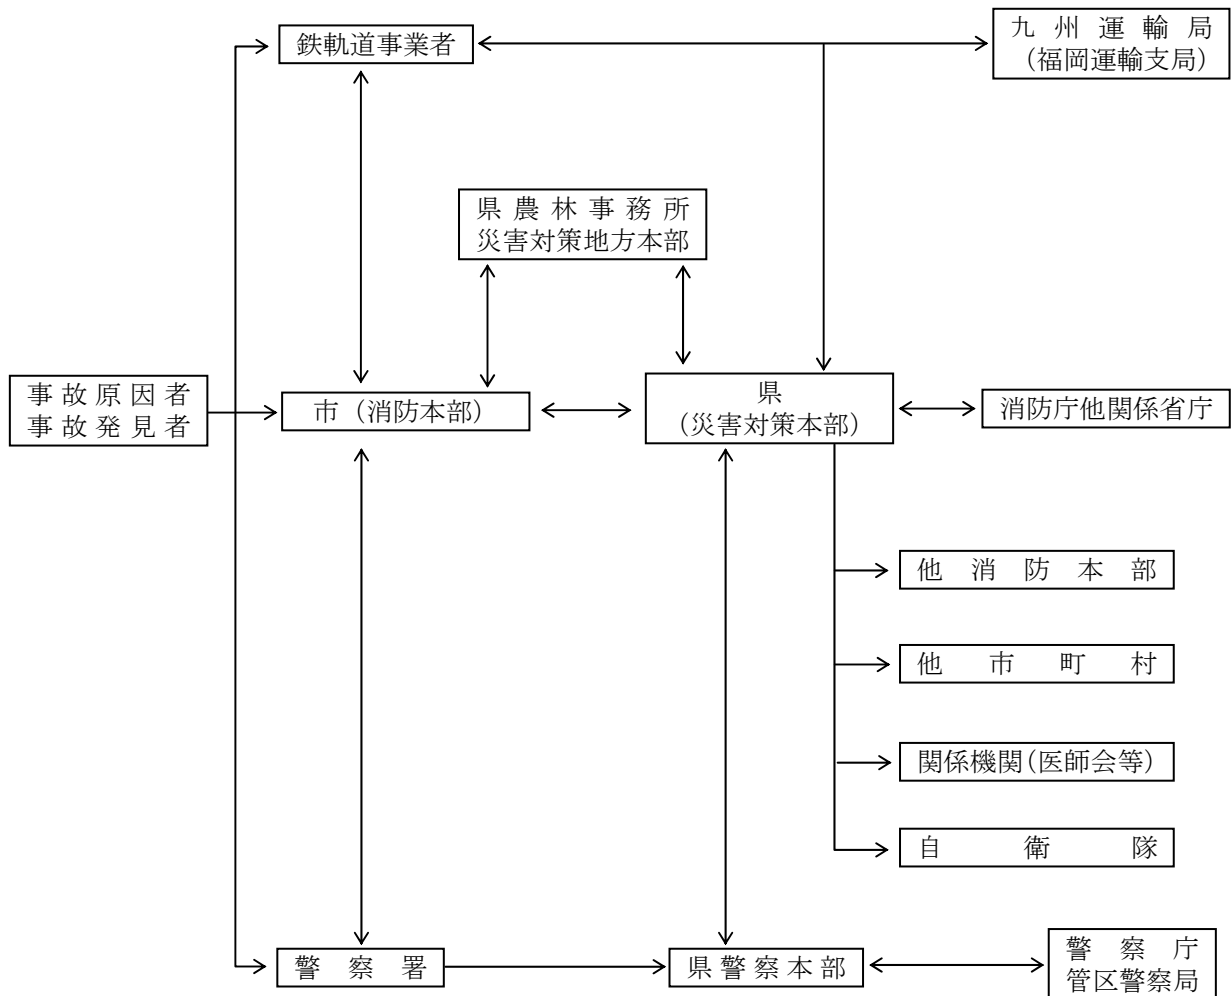 鉄軌道事業者
九州運輸局
（福岡運輸支局）
県農林事務所
災害対策地方本部
事故原因者
事故発見者
市（消防本部）
県
（災害対策本部）
消防庁他関係省庁
他消防本部
他市町村
関係機関（医師会等）
自衛隊
警察署
県警察本部
警察庁
管区警察局